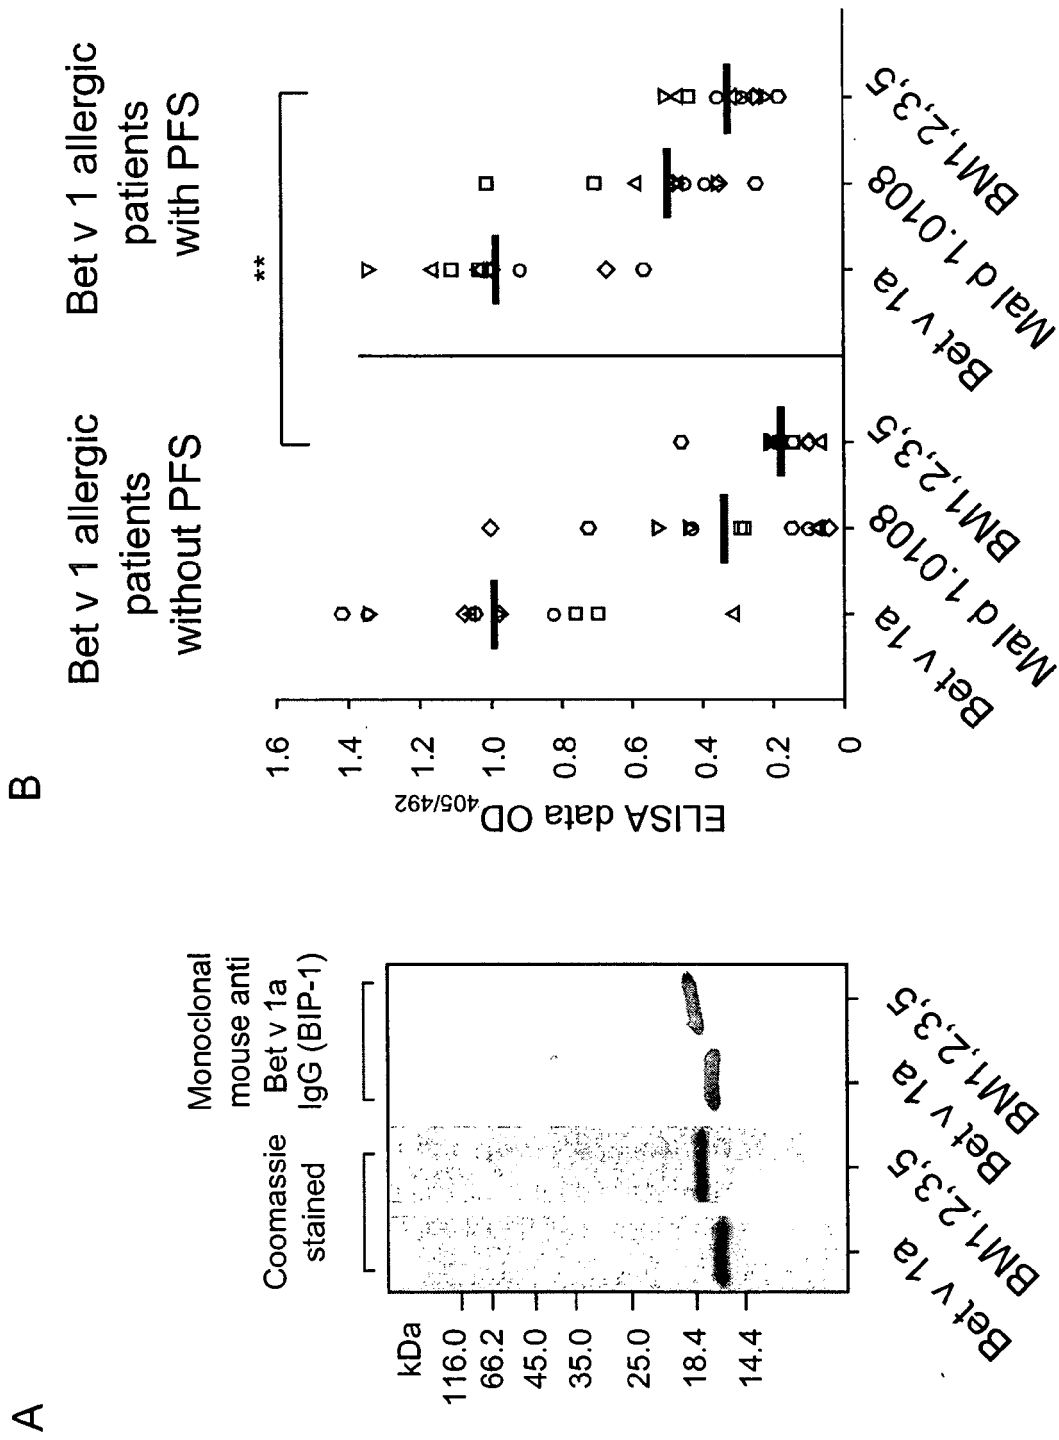 A
Coomassie
stained
Monoclonal
mouse anti
Bet v 1a
IgG (BIP-1)
kDa
116.0
66.2
45.0
35.0
25.0
18.4
14.4
Bet v 1a
BM1,2,3,5
Bet v 1a
BM1,2,3,5
B
Bet v 1 allergic
patients
without PFS
Bet v 1 allergic
patients
with PFS
**
ELISA data OD405/492
1.6
1.4
1.2
1.0
0.8
0.6
0.4
0.2
0
Bet v 1a
Mal d 1.0108
BM1,2,3,5
Bet v 1a
Mal d 1.0108
BM1,2,3,5